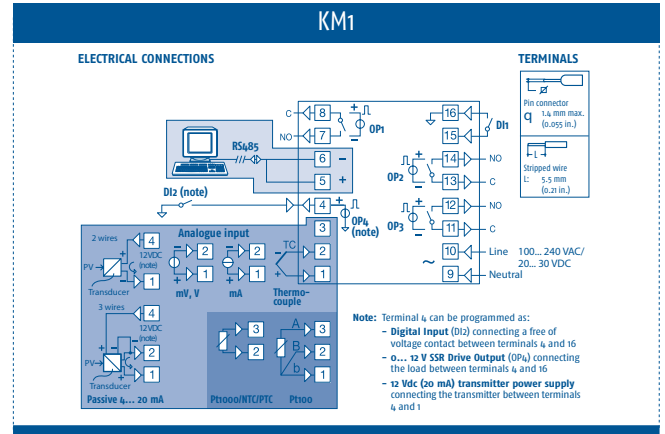 KM1
ELECTRICAL CONNECTIONS
TERMINALS
C
8
OP1
NO
7
RS485
6
–
5
+
DI2 (note)
4
OP4
(note)
3
2
1
16
DI1
15
14
NO
OP2
13
C
12
NO
OP3
11
C
10
Line
100... 240 VAC/
20... 30 VDC
~
9
Neutral
Pin connector
q
1.4 mm max.
(0.055 in.)
L
Stripped wire
L:
5.5 mm
(0.21 in.)
Analogue input
2 wires
4
12VDC
(note)
PV
1
Transducer
2
1
mV, V
2
1
mA
TC
Thermo-
couple
3 wires
4
12VDC
(note)
2
PV
1
Transducer
Passive 4... 20 mA
3
2
Pt1000/NTC/PTC
A
3
B
2
b
1
Pt100
Note: Terminal 4 can be programmed as:
– Digital Input (DI2) connecting a free of
voltage contact between terminals 4 and 16
– 0... 12 V SSR Drive Output (OP4) connecting
the load between terminals 4 and 16
– 12 Vdc (20 mA) transmitter power supply
connecting the transmitter between terminals
4 and 1